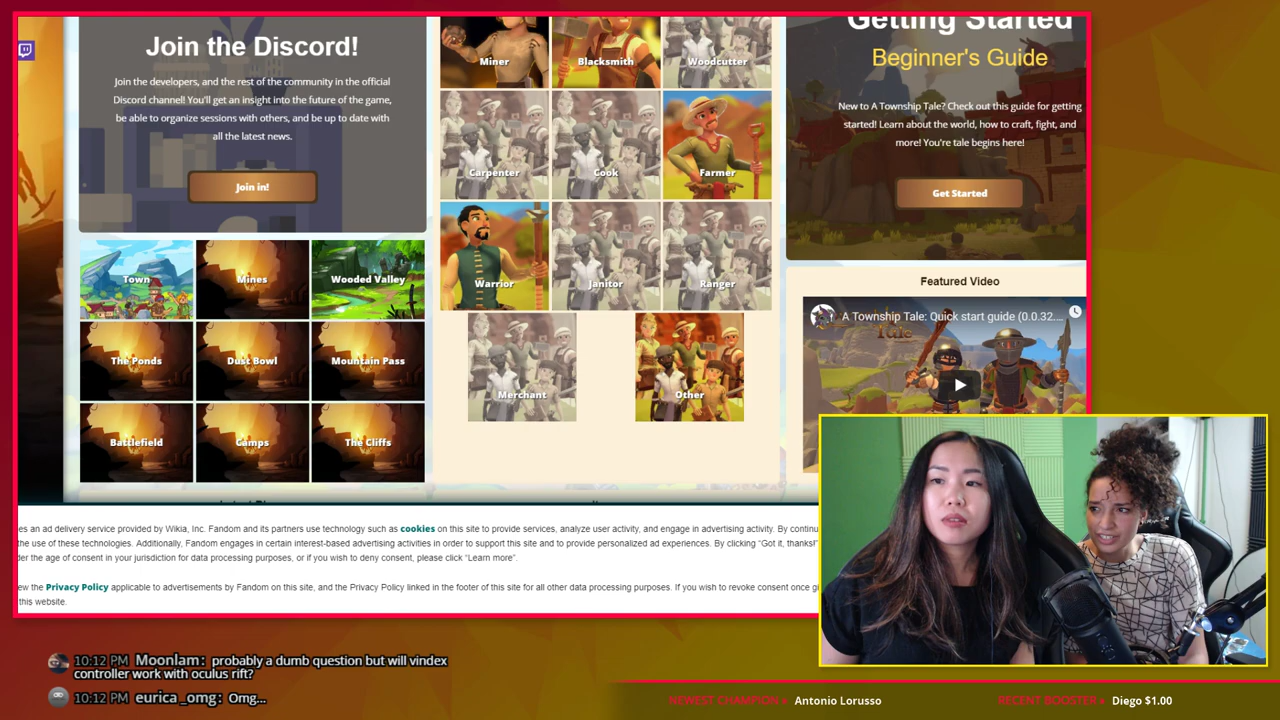 Join the Discord!
Join the developers, and the rest of the community in the official
Discord channel! You'll get an insight into the future of the game,
be able to organize sessions with others, and be up to date with
all the latest news.
Join in!
Town
Mines
Wooded Valley
The Ponds
Dust Bowl
Mountain Pass
Battlefield
Camps
The Cliffs
Miner
Blacksmith
Woodcutter
Carpenter
Cook
Farmer
Warrior
Janitor
Ranger
Merchant
Other
Getting Started
Beginner's Guide
New to A Township Tale? Check out this guide for getting
started! Learn about the world, how to craft, fight, and
more! You're tale begins here!
Get Started
Featured Video
A Township Tale: Quick start guide (0.0.32....
Tale
es an ad delivery service provided by Wikia, Inc. Fandom and its partners use technology such as cookies on this site to provide services, analyze user activity, and engage in advertising activity. By continu
the use of these technologies. Additionally, Fandom engages in certain interest-based advertising activities in order to support this site and to provide personalized ad experiences. By clicking "Got it, thanks!"
der the age of consent in your jurisdiction for data processing purposes, or if you wish to deny consent, please click "Learn more".
ew the Privacy Policy applicable to advertisements by Fandom on this site, and the Privacy Policy linked in the footer of this site for all other data processing purposes. If you wish to revoke consent once gi
this website.
10:12 PM Moonlam: probably a dumb question but will vindex
controller work with oculus rift?
10:12 PM eurica_omg: Omg...
NEWEST CHAMPION » Antonio Lorusso
RECENT BOOSTER » Diego $1.00